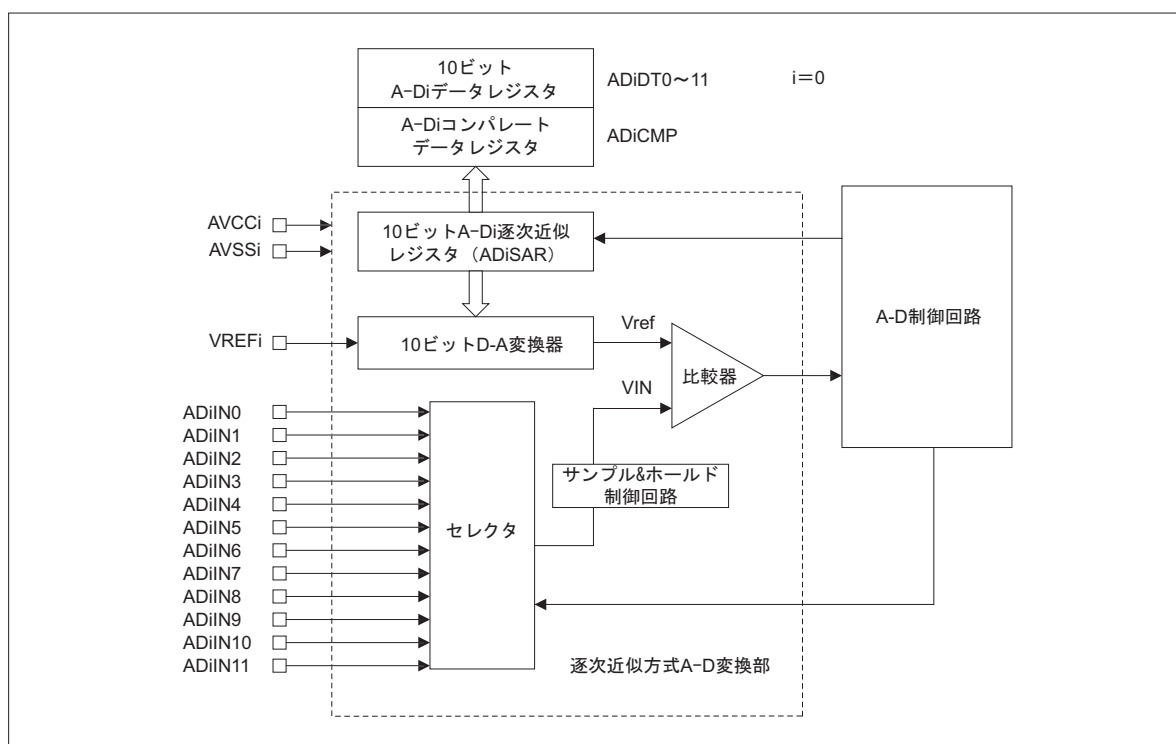 10ビット
A-Diデータレジスタ
ADiDT0～11
i＝0
A-Diコンパレート
データレジスタ
ADiCMP
AVCCi
AVSSi
10ビットA-Di逐次近似
レジスタ（ADiSAR）
VREFi
10ビットD-A変換器
Vref
VIN
比較器
A-D制御回路
ADiIN0
ADiIN1
ADiIN2
ADiIN3
ADiIN4
ADiIN5
ADiIN6
ADiIN7
ADiIN8
ADiIN9
ADiIN10
ADiIN11
セレクタ
サンプル&ホールド
制御回路
逐次近似方式A-D変換部